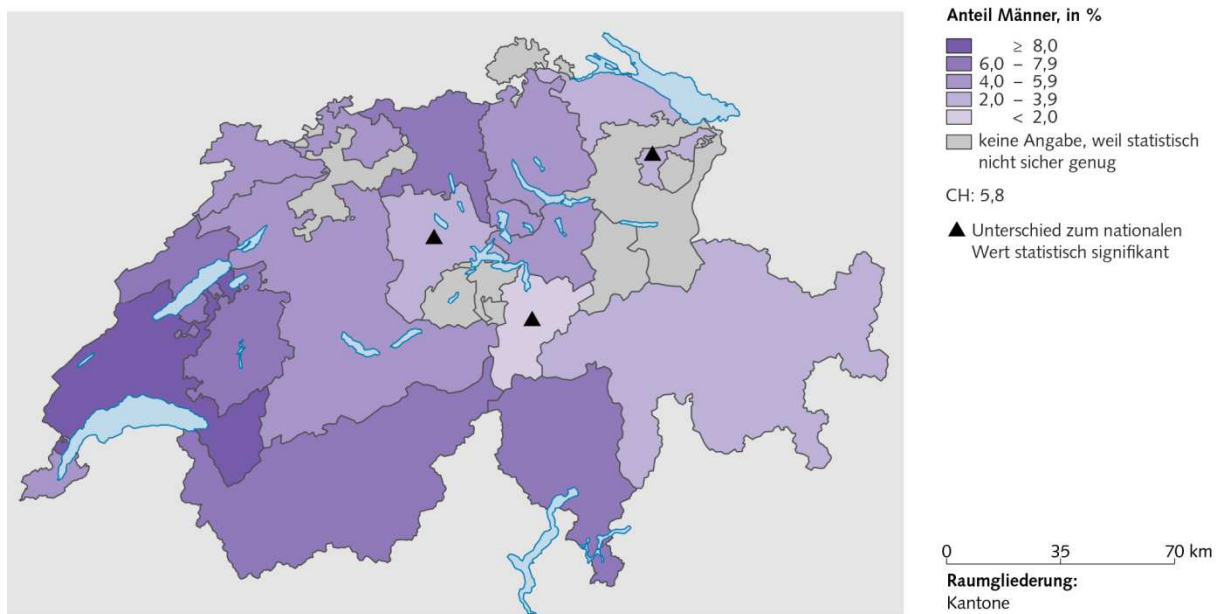 Anteil Männer, in %
≥ 8,0
6,0 – 7,9
4,0 – 5,9
2,0 – 3,9
< 2,0
keine Angabe, weil statistisch
nicht sicher genug
CH: 5,8
▲ Unterschied zum nationalen
Wert statistisch signifikant
0 35 70 km
Raumgliederung:
Kantone